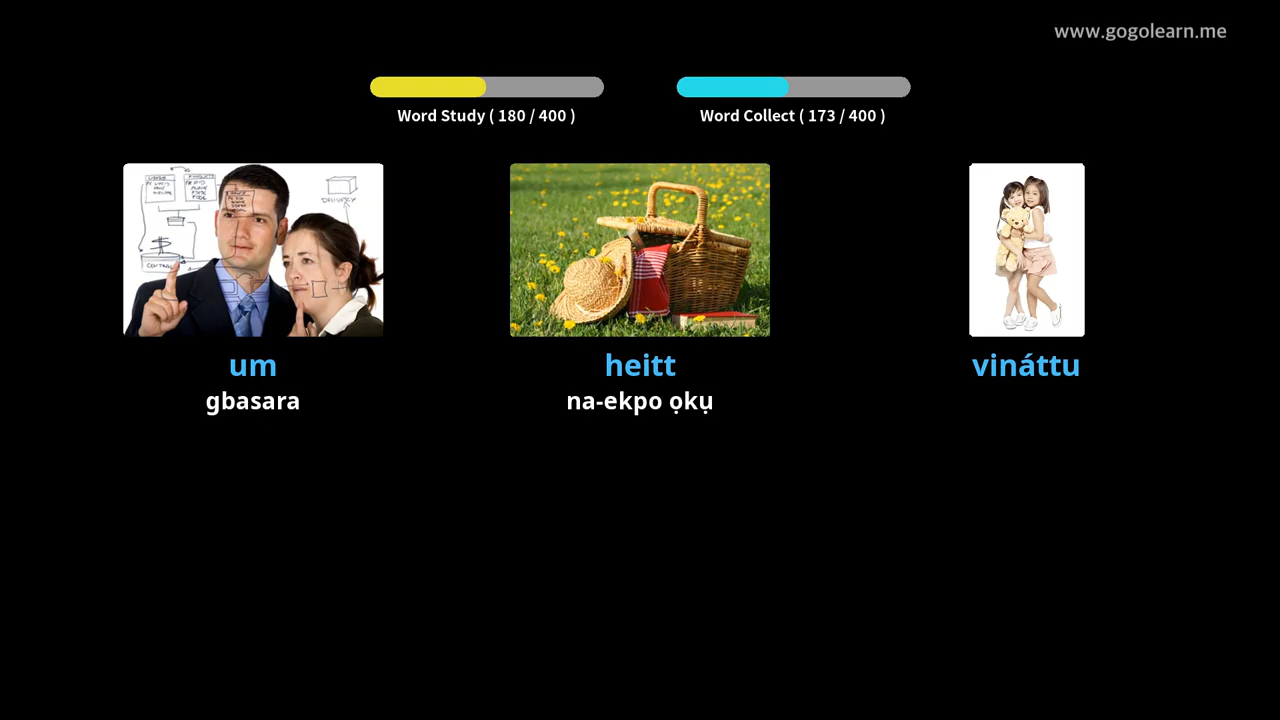 www.gogolearn.me
Word Study ( 180 / 400 )
Word Collect ( 173 / 400 )
um
gbasara
heitt
na-ekpo ọkụ
vináttu